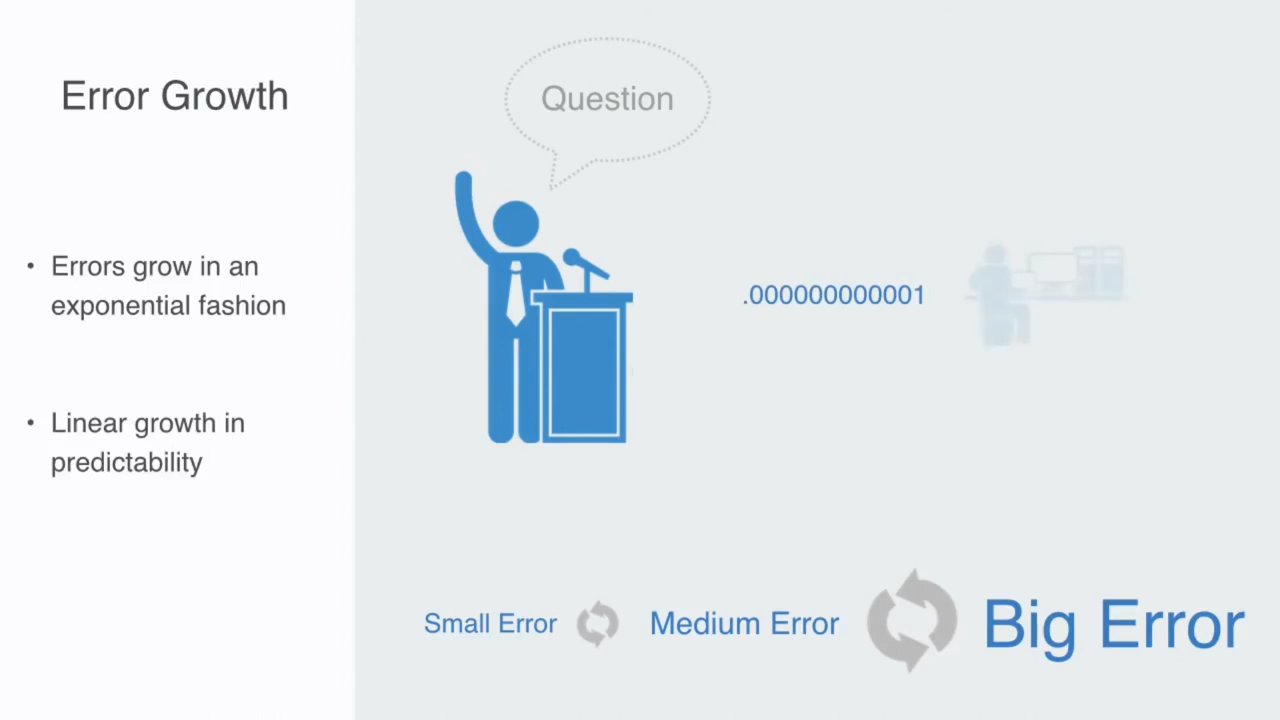 Error Growth
• Errors grow in an
exponential fashion
• Linear growth in
predictability
Question
.000000000001
Small Error
Medium Error
Big Error